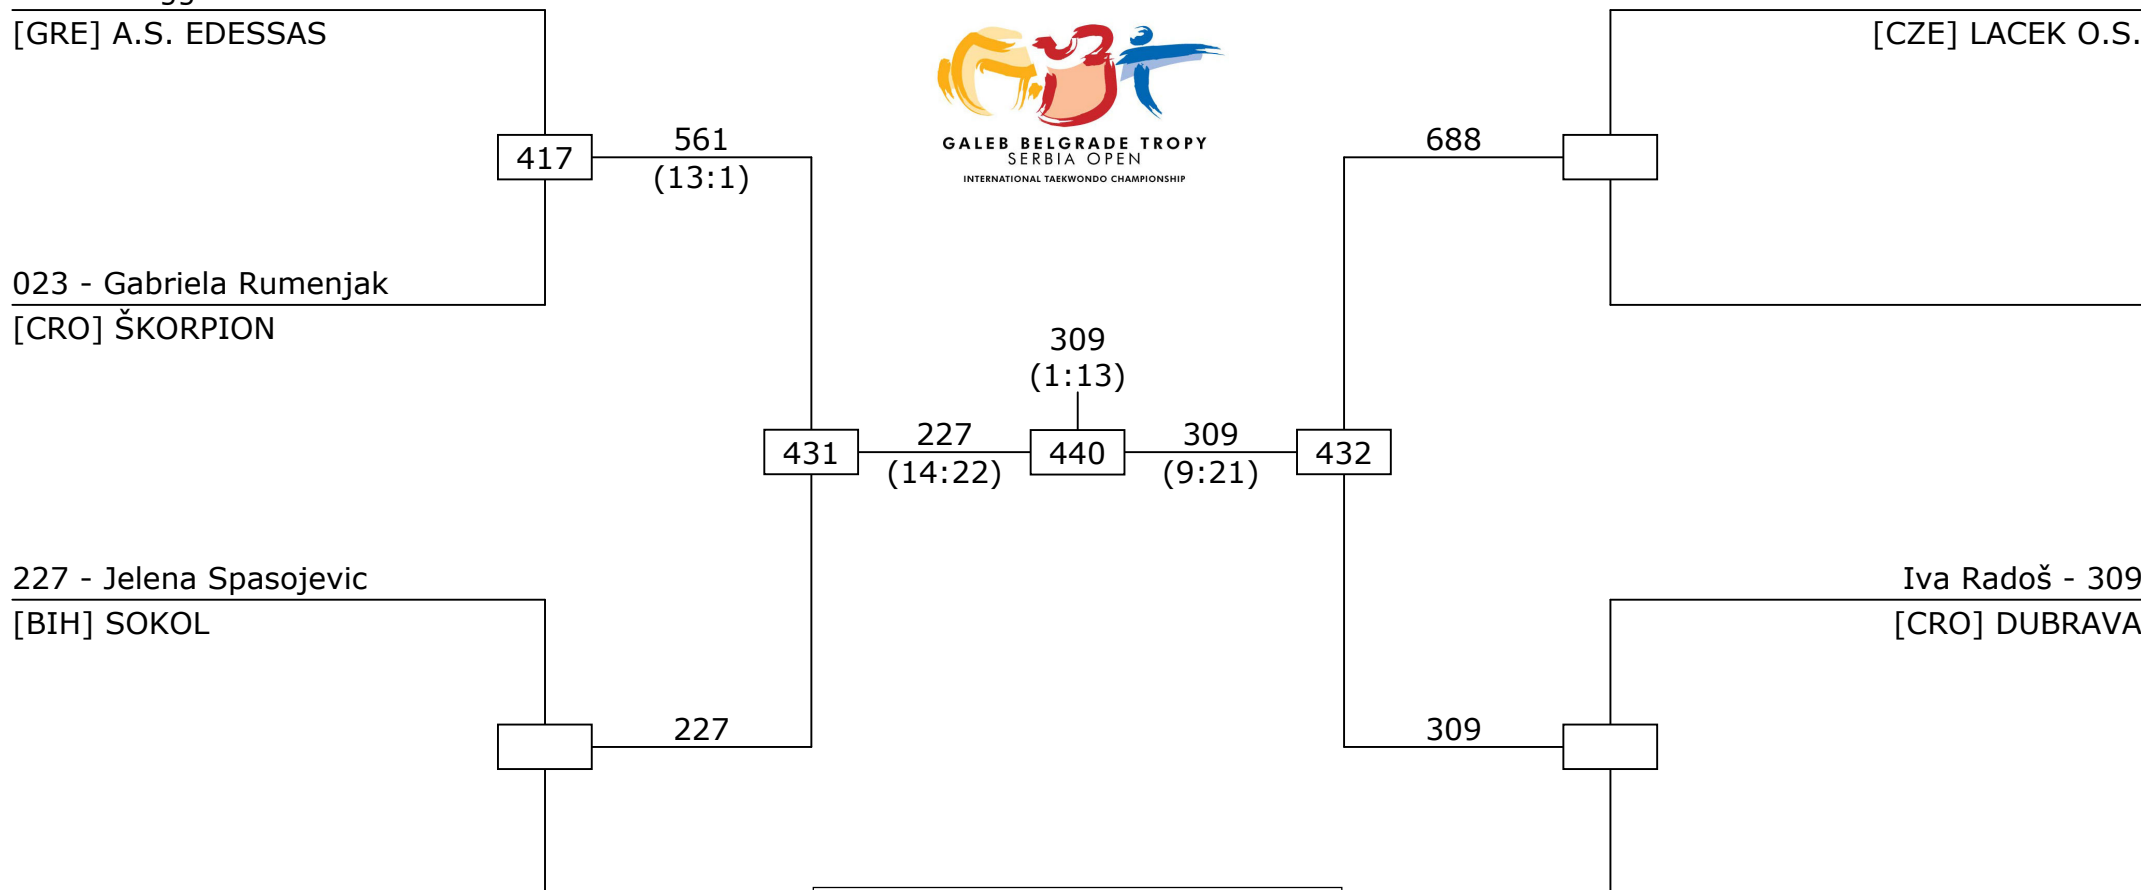 [GRE] A.S. EDESSAS
[CZE] LACEK O.S.
GALEB BELGRADE TROPY
SERBIA OPEN
INTERNATIONAL TAEKWONDO CHAMPIONSHIP
417
561
(13:1)
688
023 - Gabriela Rumenjak
[CRO] ŠKORPION
309
(1:13)
431
227
(14:22)
440
309
(9:21)
432
227 - Jelena Spasojevic
[BIH] SOKOL
Iva Radoš - 309
[CRO] DUBRAVA
227
309